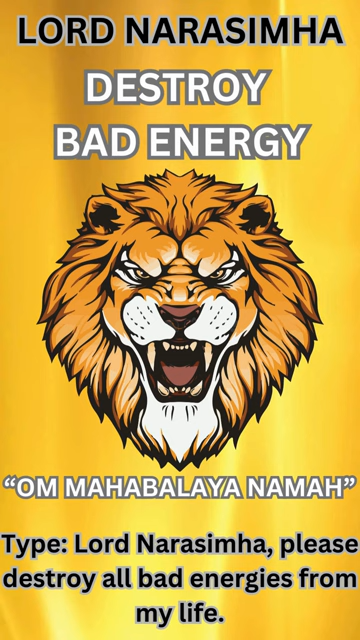 LORD NARASIMHA
DESTROY
BAD ENERGY
“OM MAHABALAYA NAMAH”
Type: Lord Narasimha, please
destroy all bad energies from
my life.